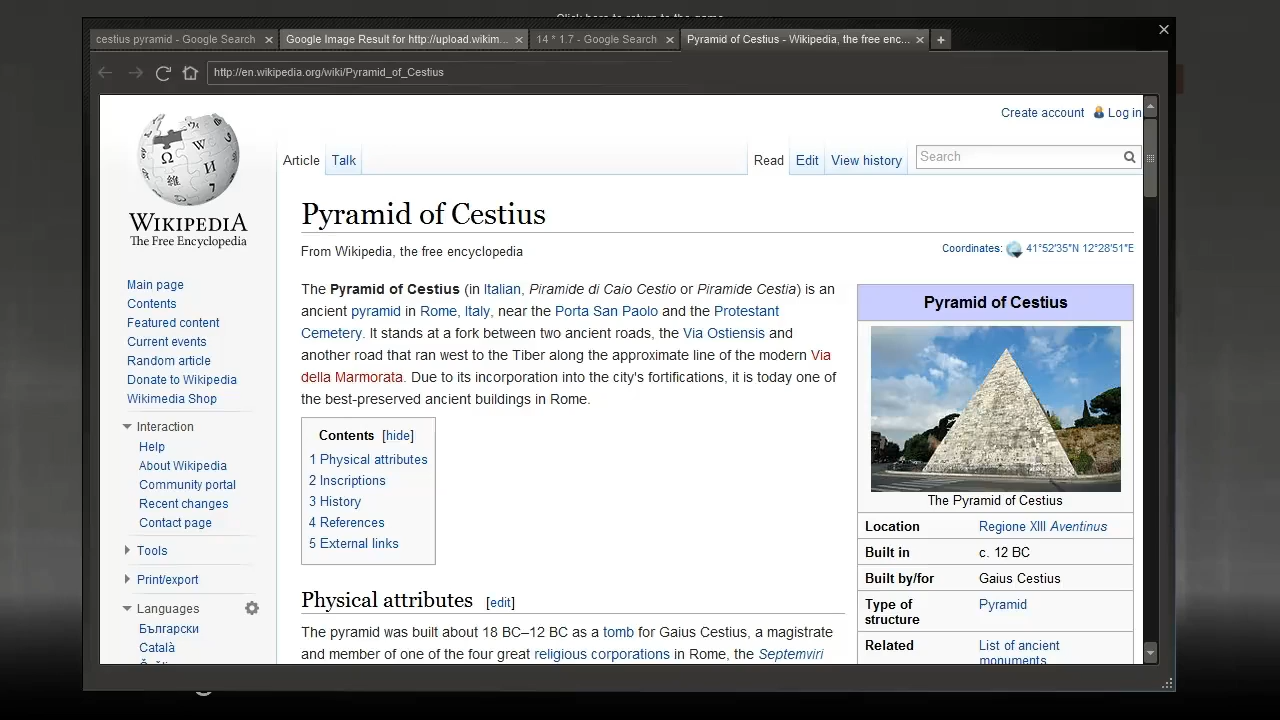 cestius pyramid - Google Search
Google Image Result for http://upload.wikim...
14 * 1.7 - Google Search
Pyramid of Cestius - Wikipedia, the free enc...
http://en.wikipedia.org/wiki/Pyramid_of_Cestius
Create account
Log in
Article
Talk
Read
Edit
View history
Search
WIKIPEDIA
The Free Encyclopedia
Main page
Contents
Featured content
Current events
Random article
Donate to Wikipedia
Wikimedia Shop
Interaction
Help
About Wikipedia
Community portal
Recent changes
Contact page
Tools
Print/export
Languages
Български
Català
Pyramid of Cestius
From Wikipedia, the free encyclopedia
Coordinates: 41°52′35″N 12°28′51″E
The Pyramid of Cestius (in Italian, Piramide di Caio Cestio or Piramide Cestia) is an
ancient pyramid in Rome, Italy, near the Porta San Paolo and the Protestant
Cemetery. It stands at a fork between two ancient roads, the Via Ostiensis and
another road that ran west to the Tiber along the approximate line of the modern Via
della Marmorata. Due to its incorporation into the city's fortifications, it is today one of
the best-preserved ancient buildings in Rome.
Contents [hide]
1 Physical attributes
2 Inscriptions
3 History
4 References
5 External links
Physical attributes [edit]
The pyramid was built about 18 BC–12 BC as a tomb for Gaius Cestius, a magistrate
and member of one of the four great religious corporations in Rome, the Septemviri
Pyramid of Cestius
The Pyramid of Cestius
Location Regione XIII Aventinus
Built in c. 12 BC
Built by/for Gaius Cestius
Type of structure Pyramid
Related List of ancient
monuments